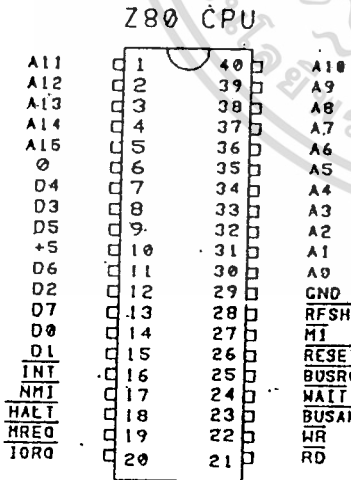 Z80 CPU
A11 1 40 A10
A12 2 39 A9
A13 3 38 A8
A14 4 37 A7
A15 5 36 A6
Ø 6 35 A5
D4 7 34 A4
D3 8 33 A3
D5 9 32 A2
+5 10 31 A1
D6 11 30 A0
D2 12 29 GND
D7 13 28 RFSH
D0 14 27 M1
D1 15 26 RESE
INT 16 25 BUSR
NMI 17 24 WAIT
HALT 18 23 BUSA
MREQ 19 22 WR
IORQ 20 21 RD